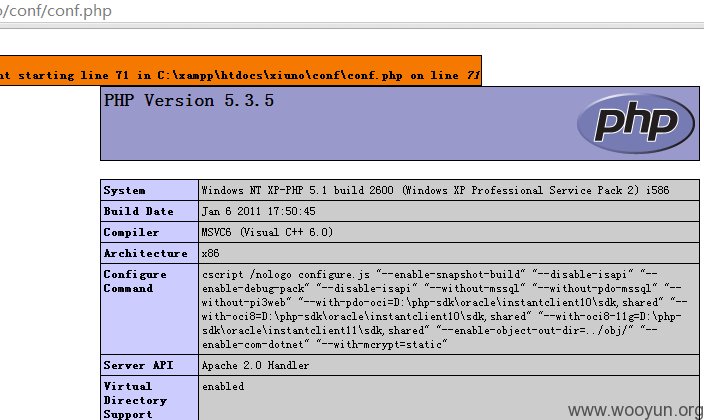 o/conf/conf.php
nt starting line 71 in C:\xampp\htdocs\xiuno\conf\conf.php on line 71
PHP Version 5.3.5
php
System Windows NT XP-PHP 5.1 build 2600 (Windows XP Professional Service Pack 2) i586
Build Date Jan 6 2011 17:50:45
Compiler MSVC6 (Visual C++ 6.0)
Architecture x86
Configure Command cscript /nologo configure.js "--enable-snapshot-build" "--disable-isapi" "--
enable-debug-pack" "--disable-isapi" "--without-mssql" "--without-pdo-mssql" "--
without-pi3web" "--with-pdo-oci=D:\php-sdk\oracle\instantclient10\sdk,shared" "--
with-oci8=D:\php-sdk\oracle\instantclient10\sdk,shared" "--with-oci8-11g=D:\php-
sdk\oracle\instantclient11\sdk,shared" "--enable-object-out-dir=../obj/" "--
enable-com-dotnet" "--with-mcrypt=static"
Server API Apache 2.0 Handler
Virtual Directory Support enabled
www.wooyun.org